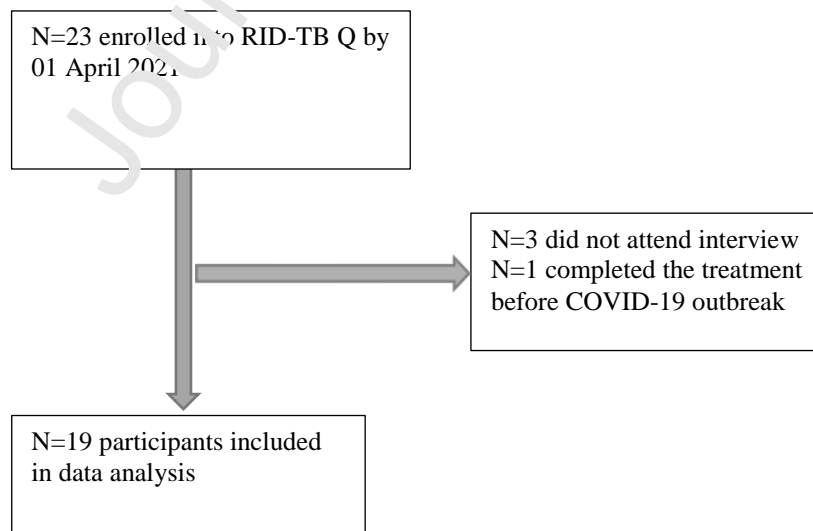 N=23 enrolled into RID-TB Q by
01 April 2021
N=3 did not attend interview
N=1 completed the treatment
before COVID-19 outbreak
N=19 participants included
in data analysis
Jour